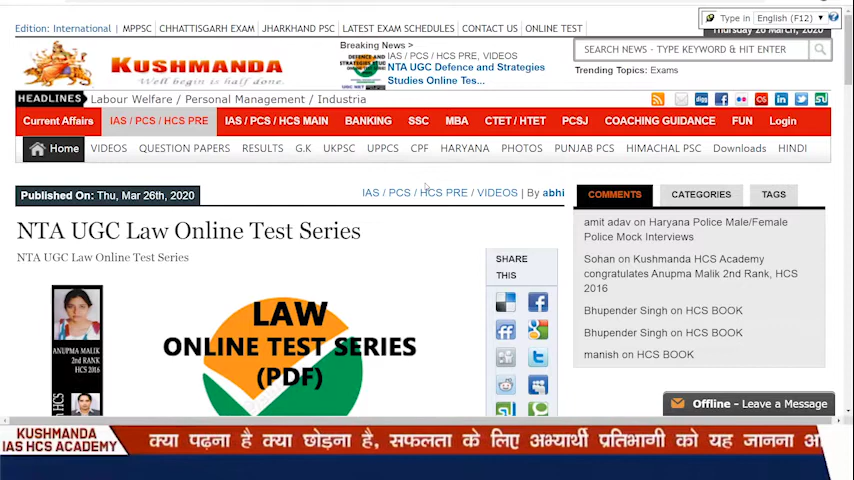 Type in English (F12)
Edition: International | MPPSC | CHHATTISGARH EXAM | JHARKHAND PSC | LATEST EXAM SCHEDULES | CONTACT US | ONLINE TEST
Thursday 26 March, 2020
KUSHMANDA
Well begin is half done.
Breaking News >
IAS / PCS / HCS PRE, VIDEOS
NTA UGC Defence and Strategies
Studies Online Tes...
SEARCH NEWS - TYPE KEYWORD & HIT ENTER
Trending Topics: Exams
HEADLINES Labour Welfare / Personal Management / Industria
Current Affairs IAS / PCS / HCS PRE IAS / PCS / HCS MAIN BANKING SSC MBA CTET / HTET PCSJ COACHING GUIDANCE FUN Login
Home VIDEOS QUESTION PAPERS RESULTS G.K UKPSC UPPCS CPF HARYANA PHOTOS PUNJAB PCS HIMACHAL PSC Downloads HINDI
Published On: Thu, Mar 26th, 2020
IAS / PCS / HCS PRE / VIDEOS | By abhi
NTA UGC Law Online Test Series
NTA UGC Law Online Test Series
SHARE
THIS
ANUPMA MALIK
2nd RANK
HCS 2016
LAW
ONLINE TEST SERIES
(PDF)
COMMENTS CATEGORIES TAGS
amit adav on Haryana Police Male/Female
Police Mock Interviews
Sohan on Kushmanda HCS Academy
congratulates Anupma Malik 2nd Rank, HCS
2016
Bhupender Singh on HCS BOOK
Bhupender Singh on HCS BOOK
manish on HCS BOOK
Offline - Leave a Message
KUSHMANDA
IAS HCS ACADEMY
क्या पढ़ना है क्या छोड़ना है, सफलता के लिए अभ्यार्थी प्रतिभागी को यह जानना